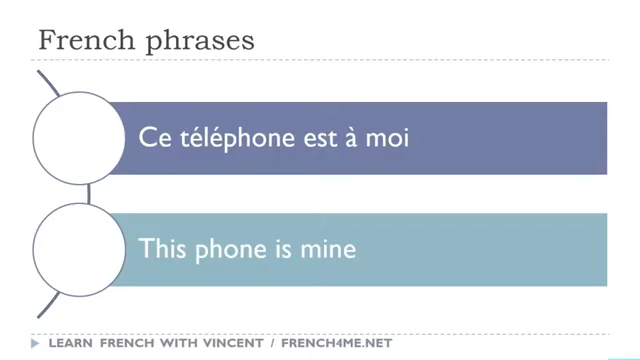 French phrases
Ce téléphone est à moi
This phone is mine
LEARN FRENCH WITH VINCENT / FRENCH4ME.NET